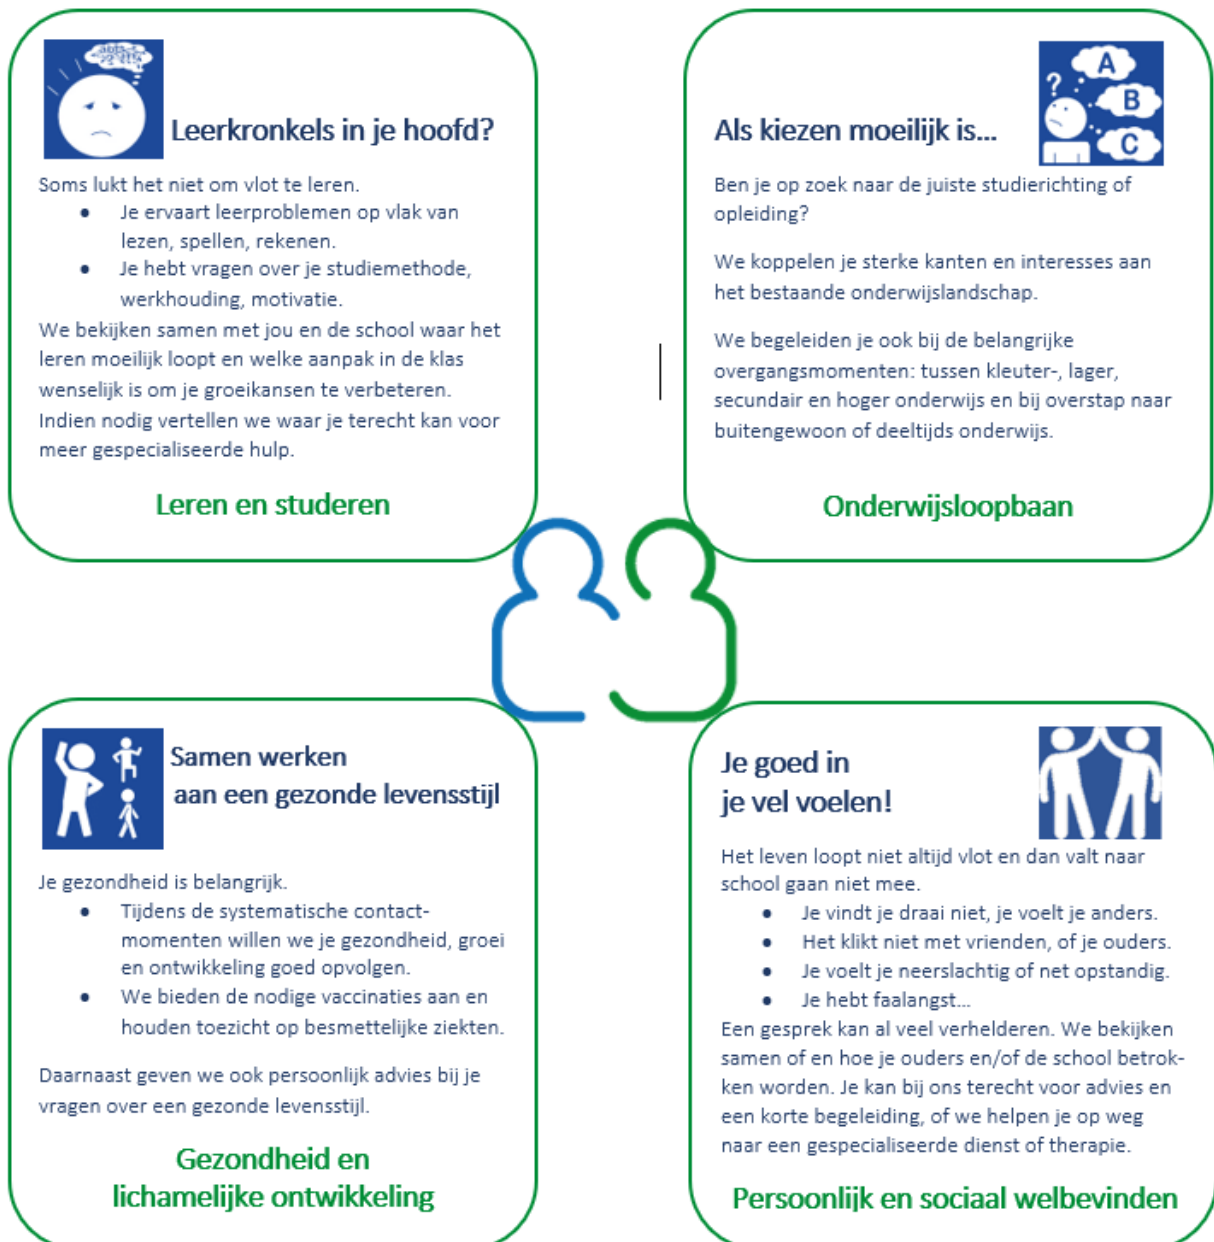 Leerkronkels in je hoofd?
Soms lukt het niet om vlot te leren.
● Je ervaart leerproblemen op vlak van
lezen, spellen, rekenen.
● Je hebt vragen over je studiemethode,
werkhouding, motivatie.
We bekijken samen met jou en de school waar het
leren moeilijk loopt en welke aanpak in de klas
wenselijk is om je groeikansen te verbeteren.
Indien nodig vertellen we waar je terecht kan voor
meer gespecialiseerde hulp.
Leren en studeren
A
?
B
C
Als kiezen moeilijk is...
Ben je op zoek naar de juiste studierichting of
opleiding?
We koppelen je sterke kanten en interesses aan
het bestaande onderwijslandschap.
We begeleiden je ook bij de belangrijke
overgangsmomenten: tussen kleuter-, lager,
secundair en hoger onderwijs en bij overstap naar
buitengewoon of deeltijds onderwijs.
Onderwijsloopbaan
Samen werken
aan een gezonde levensstijl
Je gezondheid is belangrijk.
● Tijdens de systematische contact-
momenten willen we je gezondheid, groei
en ontwikkeling goed opvolgen.
● We bieden de nodige vaccinaties aan en
houden toezicht op besmettelijke ziekten.
Daarnaast geven we ook persoonlijk advies bij je
vragen over een gezonde levensstijl.
Gezondheid en
lichamelijke ontwikkeling
Je goed in
je vel voelen!
Het leven loopt niet altijd vlot en dan valt naar
school gaan niet mee.
● Je vindt je draai niet, je voelt je anders.
● Het klikt niet met vrienden, of je ouders.
● Je voelt je neerslachtig of net opstandig.
● Je hebt faalangst...
Een gesprek kan al veel verhelderen. We bekijken
samen of en hoe je ouders en/of de school betrok-
ken worden. Je kan bij ons terecht voor advies en
een korte begeleiding, of we helpen je op weg
naar een gespecialiseerde dienst of therapie.
Persoonlijk en sociaal welbevinden